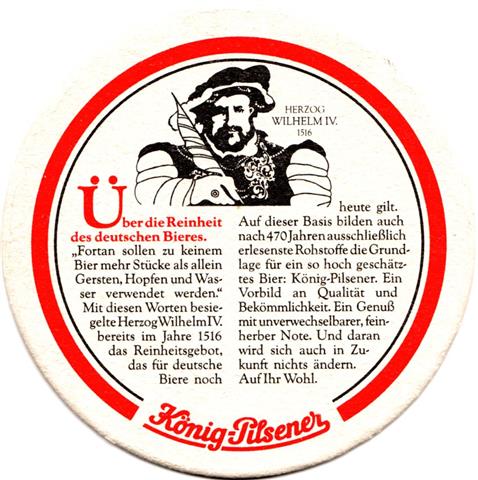 HERZOG
WILHELM IV.
1516
Über die Reinheit
des deutschen Bieres.
„Fortan sollen zu keinem
Bier mehr Stücke als allein
Gersten, Hopfen und Was-
ser verwendet werden.“
Mit diesen Worten besie-
gelte Herzog Wilhelm IV.
bereits im Jahre 1516
das Reinheitsgebot,
das für deutsche
Biere noch
heute gilt.
Auf dieser Basis bilden auch
nach 470 Jahren ausschließlich
erlesenste Rohstoffe die Grund-
lage für ein so hoch geschätz-
tes Bier: König-Pilsener. Ein
Vorbild an Qualität und
Bekömmlichkeit. Ein Genuß
mit unverwechselbarer, fein-
herber Note. Und daran
wird sich auch in Zu-
kunft nichts ändern.
Auf Ihr Wohl.
König-Pilsener